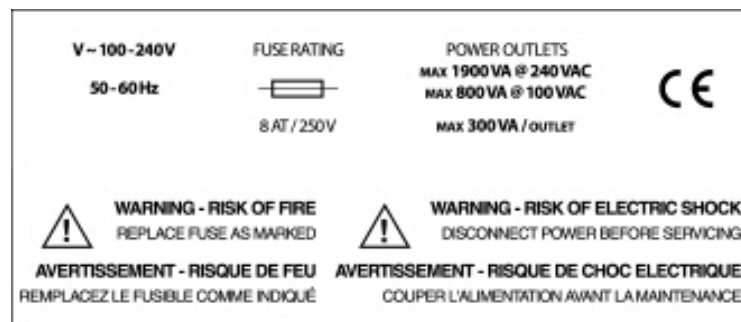 V~100-240V
50-60Hz
FUSE RATING
8 AT / 250 V
POWER OUTLETS
MAX 1900 VA @ 240 VAC
MAX 800 VA @ 100 VAC
MAX 300 VA / OUTLET
CE
WARNING - RISK OF FIRE
REPLACE FUSE AS MARKED
AVERTISSEMENT - RISQUE DE FEU
REMPLACEZ LE FUSIBLE COMME INDIQUÉ
WARNING - RISK OF ELECTRIC SHOCK
DISCONNECT POWER BEFORE SERVICING
AVERTISSEMENT - RISQUE DE CHOC ELECTRIQUE
COUPER L'ALIMENTATION AVANT LA MAINTENANCE